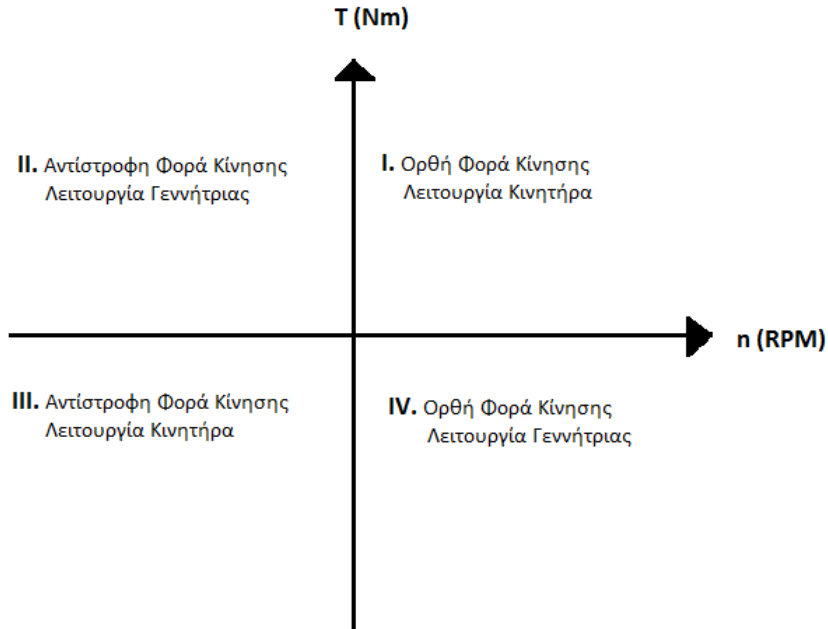 T (Nm)
II. Αντίστροφη Φορά Κίνησης
Λειτουργία Γεννήτριας
I. Ορθή Φορά Κίνησης
Λειτουργία Κινητήρα
n (RPM)
III. Αντίστροφη Φορά Κίνησης
Λειτουργία Κινητήρα
IV. Ορθή Φορά Κίνησης
Λειτουργία Γεννήτριας